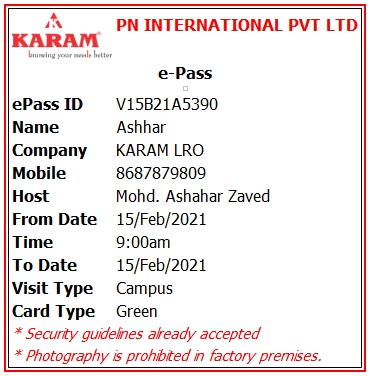 KARAM
PN INTERNATIONAL PVT LTD
knowing your needs better
e-Pass
ePass ID V15B21A5390
Name Ashhar
Company KARAM LRO
Mobile 8687879809
Host Mohd. Ashahar Zaved
From Date 15/Feb/2021
Time 9:00am
To Date 15/Feb/2021
Visit Type Campus
Card Type Green
* Security guidelines already accepted
* Photography is prohibited in factory premises.